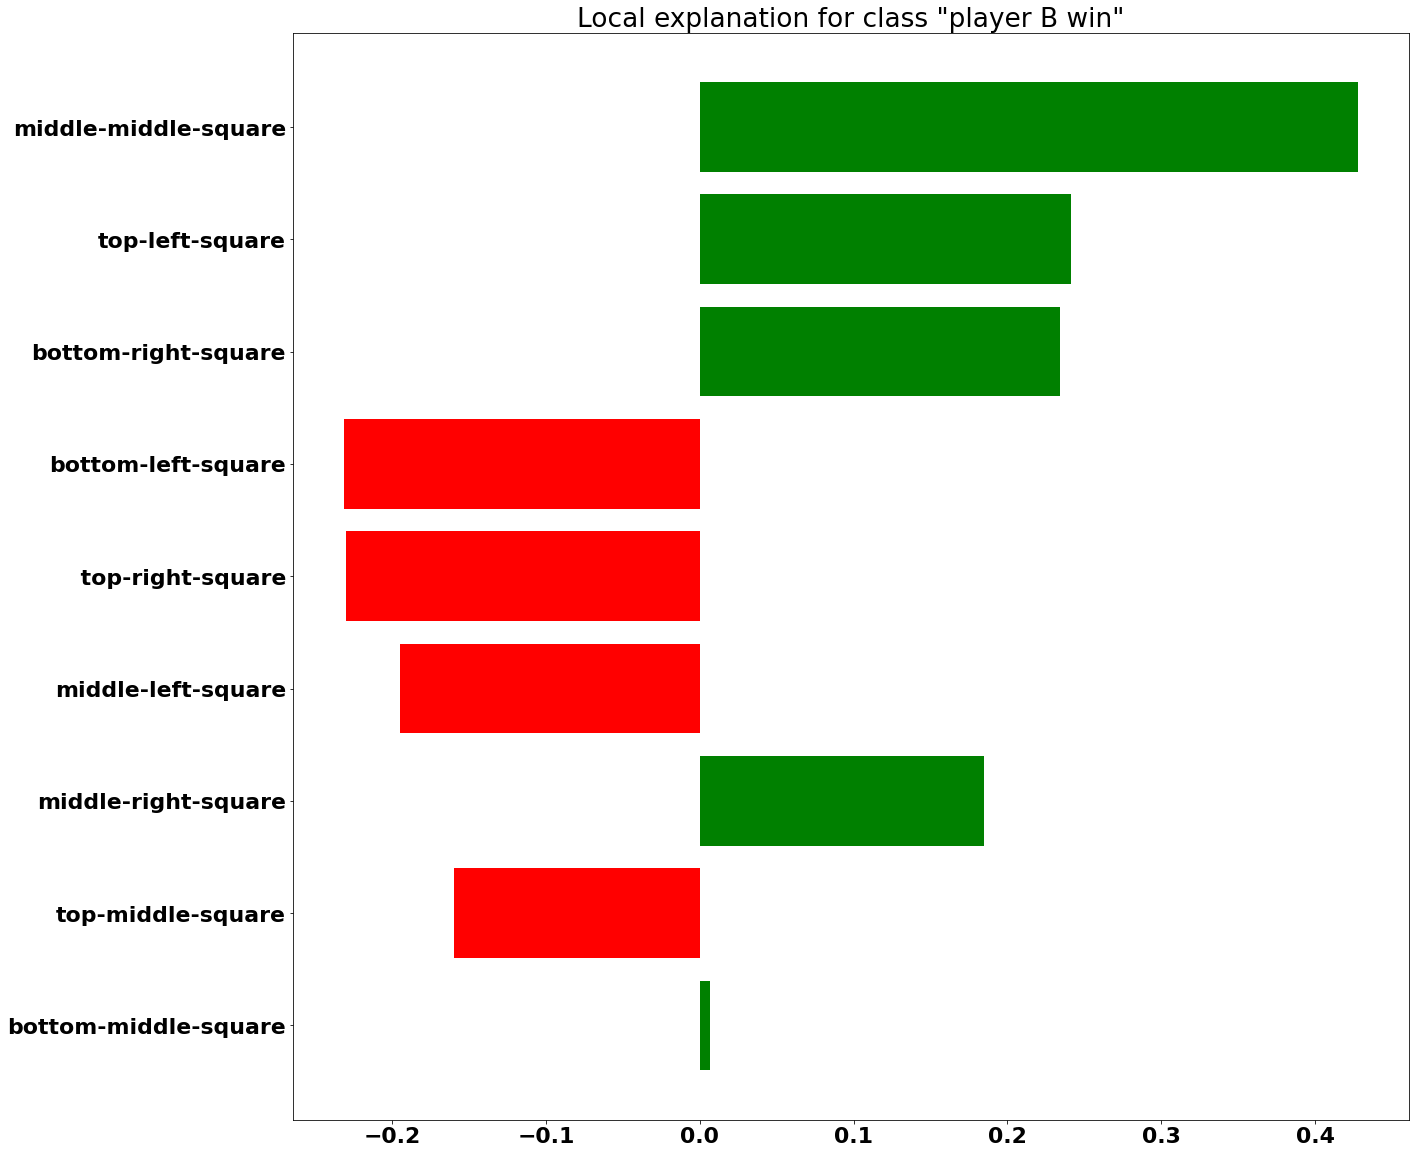 Local explanation for class "player B win"
middle-middle-square
top-left-square
bottom-right-square
bottom-left-square
top-right-square
middle-left-square
middle-right-square
top-middle-square
bottom-middle-square
−0.2 −0.1 0.0 0.1 0.2 0.3 0.4